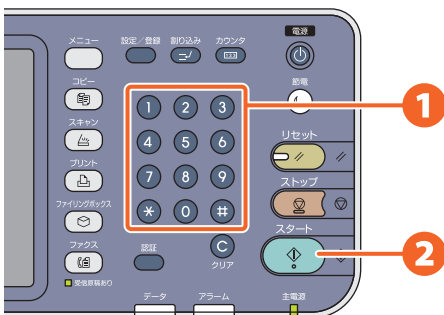 電源
メニュー
設定／登録
割り込み
カウンタ
コピー
節電
1
2
3
1
スキャン
4
5
6
リセット
プリント
7
8
9
ストップ
ファイリングボックス
*
0
#
スタート
ファクス
認証
C
クリア
2
受信原稿あり
データ
アラーム
主電源